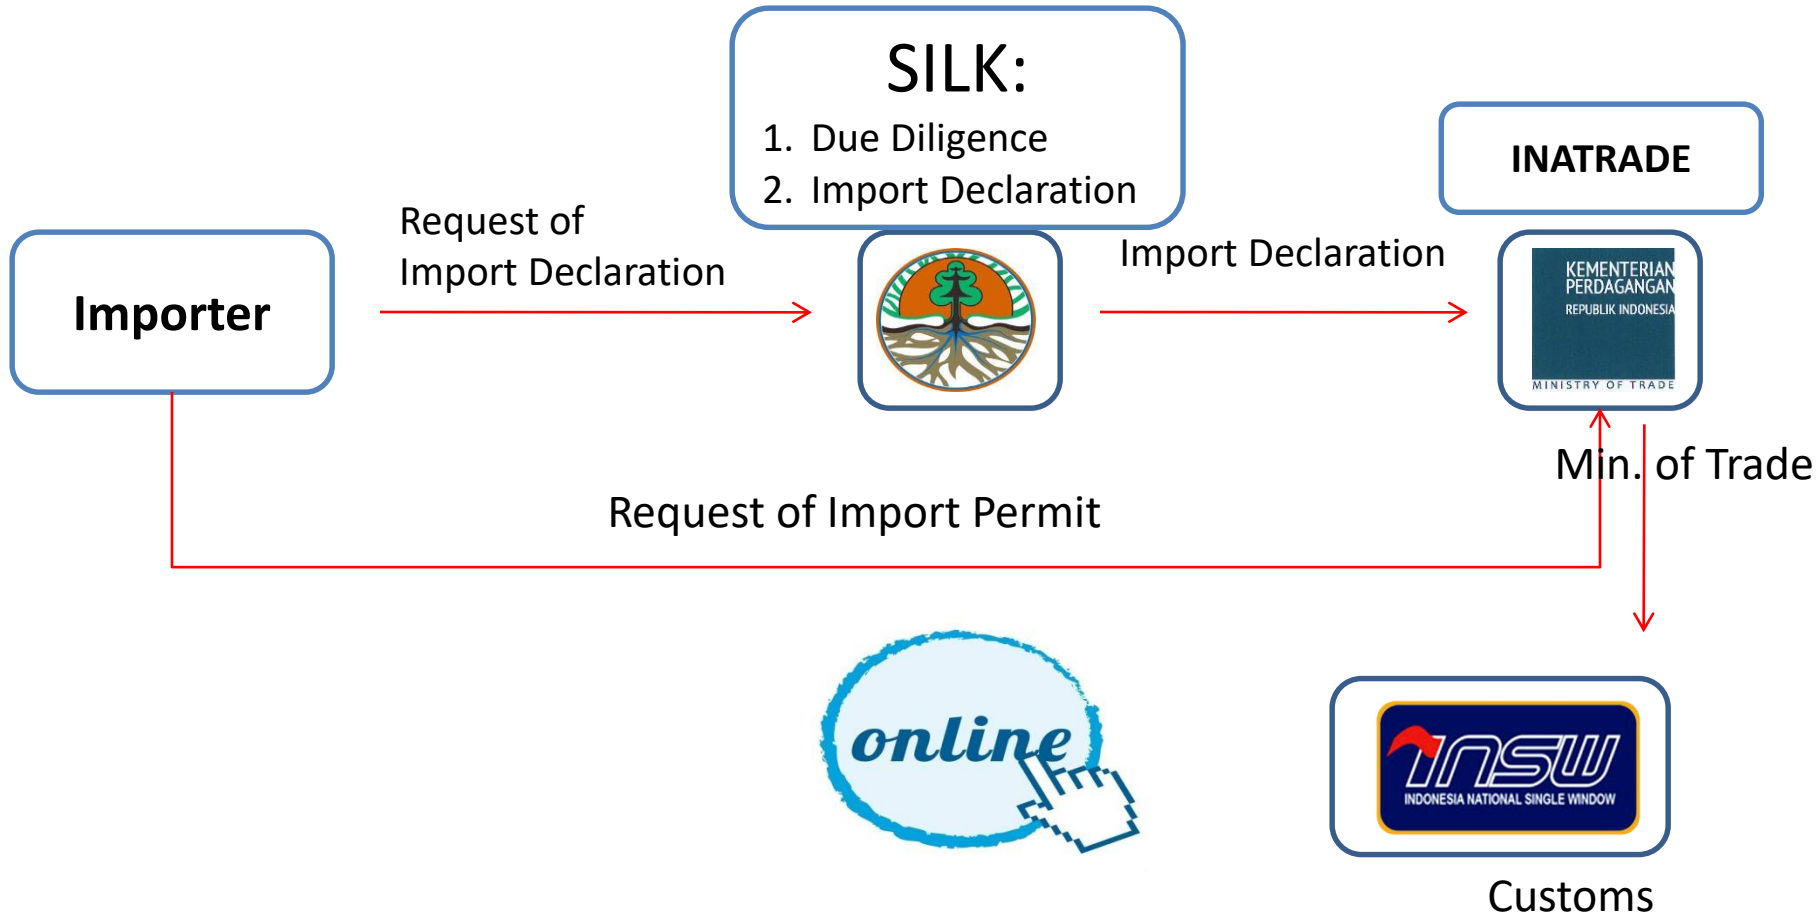 SILK:
1. Due Diligence
2. Import Declaration
INATRADE
Request of
Import Declaration
Import Declaration
Importer
KEMENTERIAN
PERDAGANGAN
REPUBLIK INDONESIA
MINISTRY OF TRADE
Min. of Trade
Request of Import Permit
online
INSW
INDONESIA NATIONAL SINGLE WINDOW
Customs